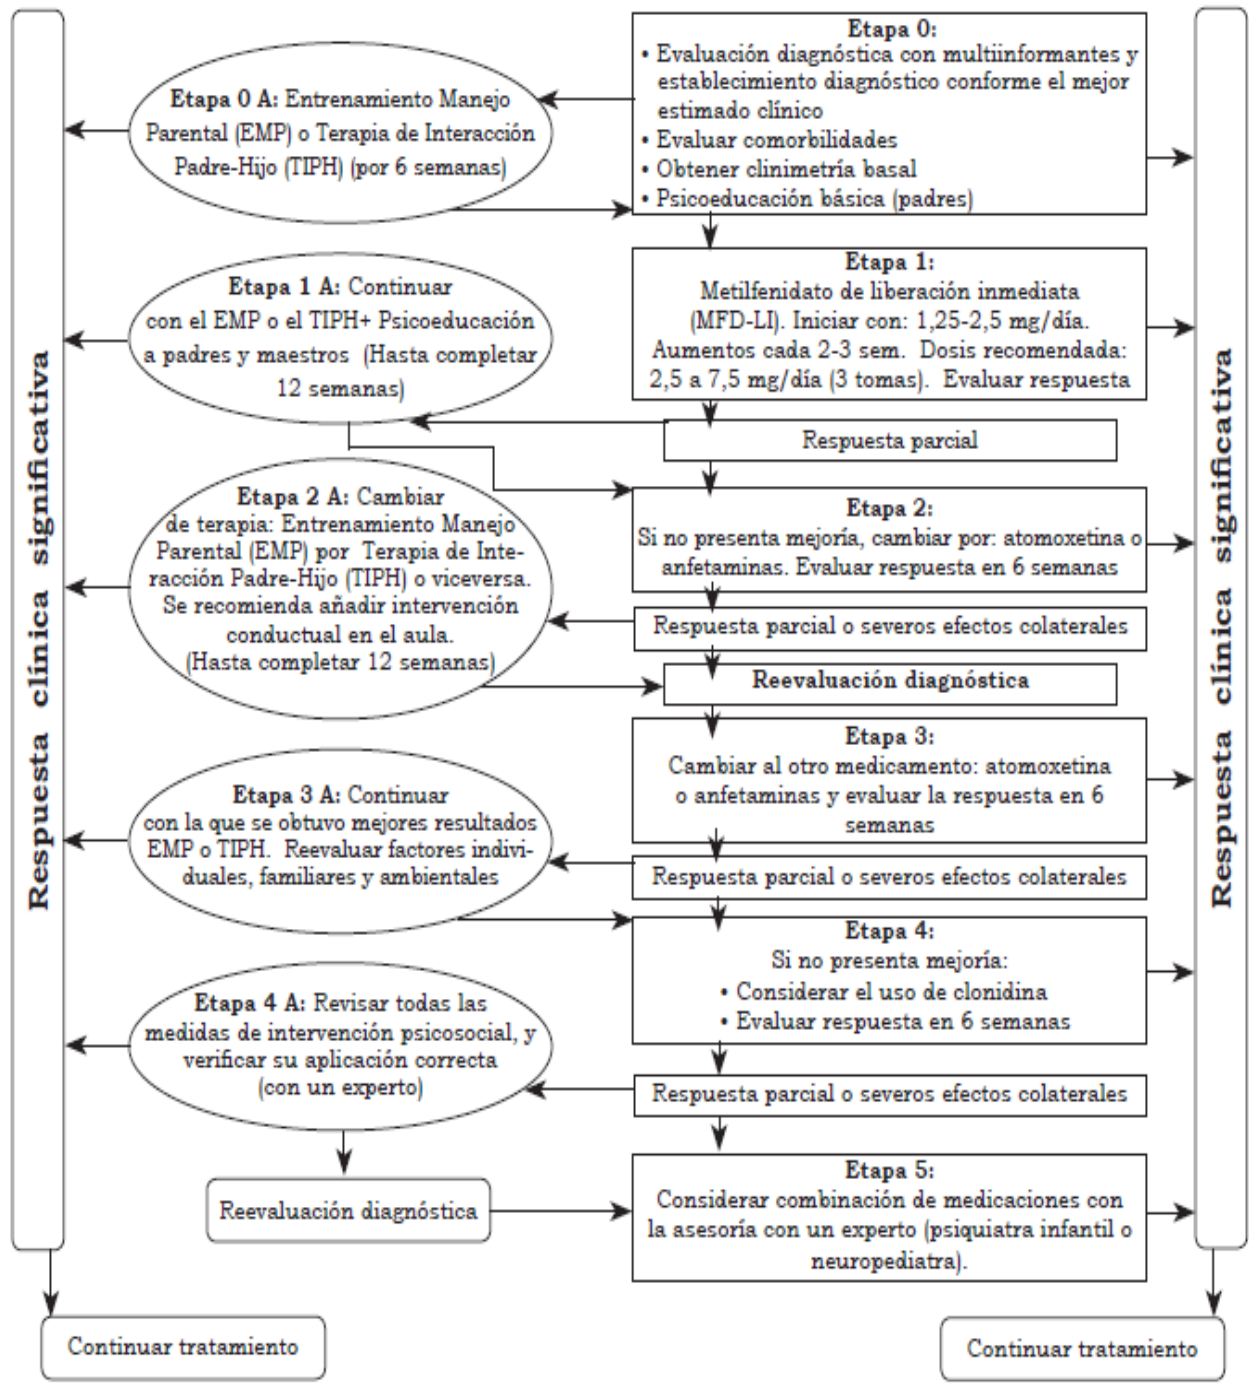 Respuesta clínica significativa
Etapa 0:
• Evaluación diagnóstica con multiinformantes y
establecimiento diagnóstico conforme el mejor
estimado clínico
• Evaluar comorbilidades
• Obtener clinimetría basal
• Psicoeducación básica (padres)
Etapa 0 A: Entrenamiento Manejo
Parental (EMP) o Terapia de Interacción
Padre-Hijo (TIPH) (por 6 semanas)
Etapa 1:
Metilfenidato de liberación inmediata
(MFD-LI). Iniciar con: 1,25-2,5 mg/día.
Aumentos cada 2-3 sem. Dosis recomendada:
2,5 a 7,5 mg/día (3 tomas). Evaluar respuesta
Etapa 1 A: Continuar
con el EMP o el TIPH+ Psicoeducación
a padres y maestros (Hasta completar
12 semanas)
Respuesta parcial
Etapa 2:
Si no presenta mejoría, cambiar por: atomoxetina o
anfetaminas. Evaluar respuesta en 6 semanas
Etapa 2 A: Cambiar
de terapia: Entrenamiento Manejo
Parental (EMP) por Terapia de Inte-
racción Padre-Hijo (TIPH) o viceversa.
Se recomienda añadir intervención
conductual en el aula.
(Hasta completar 12 semanas)
Respuesta parcial o severos efectos colaterales
Reevaluación diagnóstica
Etapa 3:
Cambiar al otro medicamento: atomoxetina
o anfetaminas y evaluar la respuesta en 6
semanas
Etapa 3 A: Continuar
con la que se obtuvo mejores resultados
EMP o TIPH. Reevaluar factores indivi-
duales, familiares y ambientales
Respuesta parcial o severos efectos colaterales
Etapa 4:
Si no presenta mejoría:
• Considerar el uso de clonidina
• Evaluar respuesta en 6 semanas
Etapa 4 A: Revisar todas las
medidas de intervención psicosocial, y
verificar su aplicación correcta
(con un experto)
Respuesta parcial o severos efectos colaterales
Reevaluación diagnóstica
Etapa 5:
Considerar combinación de medicaciones con
la asesoría con un experto (psiquiatra infantil o
neuropediatra).
Respuesta clínica significativa
Continuar tratamiento
Continuar tratamiento